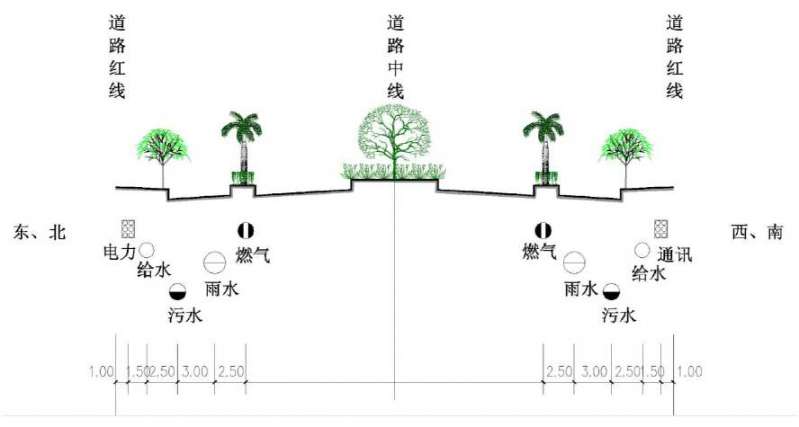 道路红线
道路中线
道路红线
东、北
西、南
电力
给水
污水
雨水
燃气
燃气
雨水
污水
给水
通讯
1.00 1.50 2.50 3.00 2.50
2.50 3.00 2.50 1.50 1.00